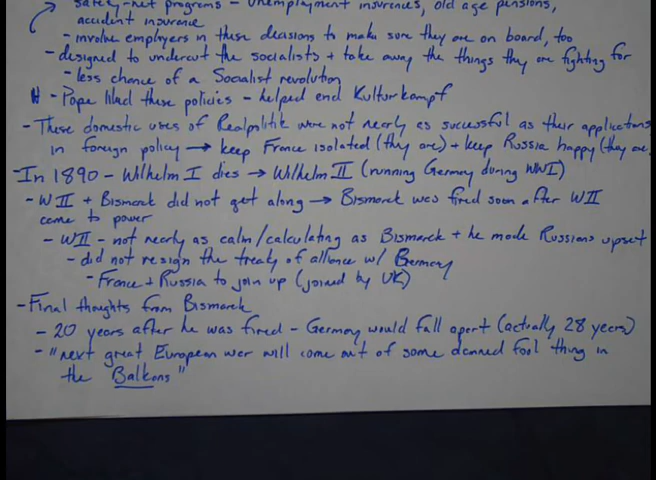 safety-net programs - unemployment insurences, old age pensions,
accident insurance
- involve employers in these decisions to make sure they are on board, too
- designed to undercut the socialists + take away the things they are fighting for
- less chance of a Socialist revolution
- Pope liked these policies - helped end Kulturkampf
- These domestic uses of Realpolitik were not nearly as successful as their applications
in foreign policy → keep France isolated (they are) + keep Russia happy (they are
- In 1890 - Wilhelm I dies → Wilhelm II (running Germany during WWI)
- WII + Bismark did not get along → Bismark was fired soon after WII
came to power
- WII - not nearly as calm/calculating as Bismarck + he made Russians upset
- did not resign the treaty of alliance w/ Germany
- France + Russia to join up (joined by UK)
- Final thoughts from Bismarck
- 20 years after he was fired - Germany would fall apart (actually 28 years)
- "next great European war will come out of some damned fool thing in
the Balkans"